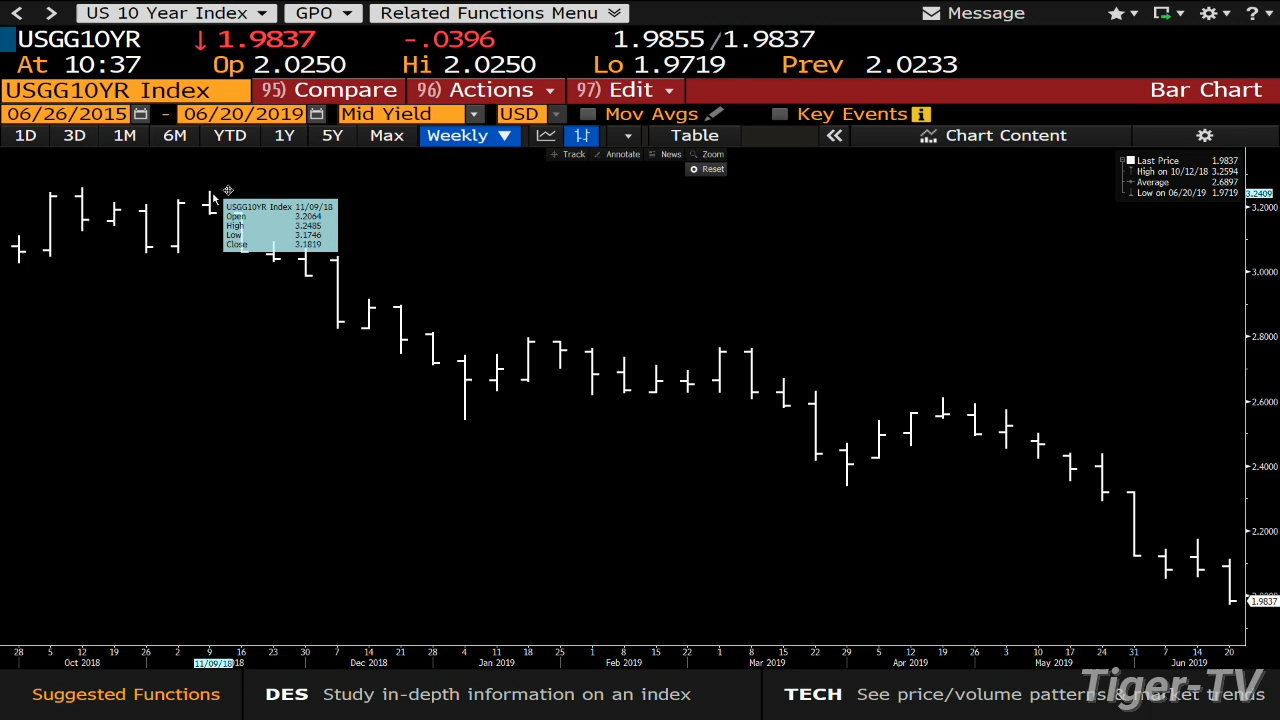 US 10 Year Index GPO Related Functions Menu Message ?
USGG10YR ↓ 1.9837 -.0396 1.9855/1.9837
At 10:37 Op 2.0250 Hi 2.0250 Lo 1.9719 Prev 2.0233
USGG10YR Index 95) Compare 96) Actions 97) Edit Bar Chart
06/26/2015 - 06/20/2019 Mid Yield USD Mov Avgs Key Events i
1D 3D 1M 6M YTD 1Y 5Y Max Weekly ▼ Table « Chart Content
Track Annotate News Zoom
Reset
Last Price 1.9837
High on 10/12/18 3.2594
Average 2.6897
Low on 06/20/19 1.9719
USGG10YR Index 11/09/18
Open 3.2064
High 3.2485
Low 3.1746
Close 3.1819
3.2409
3.2000
3.0000
2.8000
2.6000
2.4000
2.2000
1.9837
28 5 12 19 26 2 9 16 23 30 7 14 21 28 4 11 18 25 1 8 15 22 1 8 15 22 29 5 12 19 26 3 10 17 24 31 7 14 20
Oct 2018 11/09/18 018 Dec 2018 Jan 2019 Feb 2019 Mar 2019 Apr 2019 May 2019 Jun 2019
Suggested Functions DES Study in-depth information on an index TECH See price/volume patterns & market trends
Tiger-TV